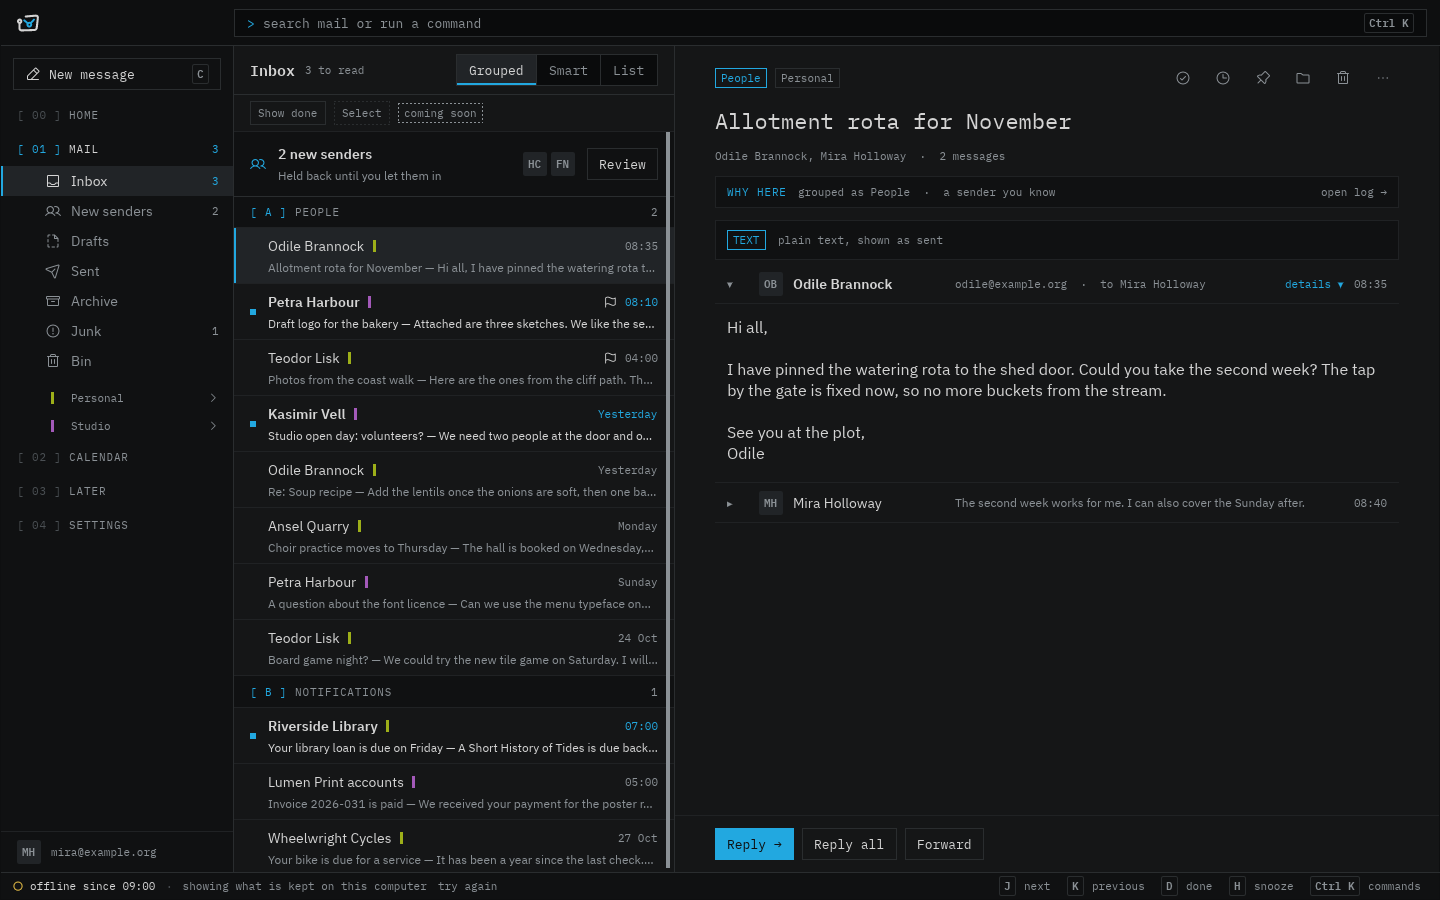 > search mail or run a command Ctrl K
New message C
[ 00 ] HOME
[ 01 ] MAIL 3
Inbox 3
New senders 2
Drafts
Sent
Archive
Junk 1
Bin
Personal
Studio
[ 02 ] CALENDAR
[ 03 ] LATER
[ 04 ] SETTINGS
MH mira@example.org
Inbox 3 to read Grouped Smart List
Show done Select coming soon
2 new senders
Held back until you let them in
HC FN Review
[ A ] PEOPLE 2
Odile Brannock 08:35
Allotment rota for November — Hi all, I have pinned the watering rota t...
Petra Harbour 08:10
Draft logo for the bakery — Attached are three sketches. We like the se...
Teodor Lisk 04:00
Photos from the coast walk — Here are the ones from the cliff path. Th...
Kasimir Vell Yesterday
Studio open day: volunteers? — We need two people at the door and o...
Odile Brannock Yesterday
Re: Soup recipe — Add the lentils once the onions are soft, then one ba...
Ansel Quarry Monday
Choir practice moves to Thursday — The hall is booked on Wednesday,...
Petra Harbour Sunday
A question about the font licence — Can we use the menu typeface on...
Teodor Lisk 24 Oct
Board game night? — We could try the new tile game on Saturday. I will...
[ B ] NOTIFICATIONS 1
Riverside Library 07:00
Your library loan is due on Friday — A Short History of Tides is due back...
Lumen Print accounts 05:00
Invoice 2026-031 is paid — We received your payment for the poster r...
Wheelwright Cycles 27 Oct
Your bike is due for a service — It has been a year since the last check....
People Personal
Allotment rota for November
Odile Brannock, Mira Holloway · 2 messages
WHY HERE grouped as People · a sender you know open log →
TEXT plain text, shown as sent
▾ OB Odile Brannock odile@example.org · to Mira Holloway details ▾ 08:35
Hi all,
I have pinned the watering rota to the shed door. Could you take the second week? The tap
by the gate is fixed now, so no more buckets from the stream.
See you at the plot,
Odile
▸ MH Mira Holloway The second week works for me. I can also cover the Sunday after. 08:40
Reply → Reply all Forward
offline since 09:00 · showing what is kept on this computer try again
J next K previous D done H snooze Ctrl K commands